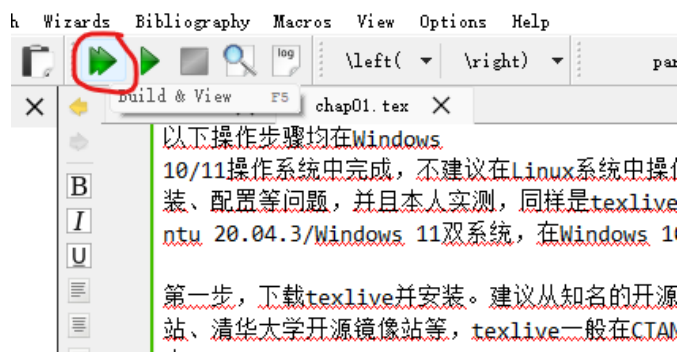 h Wizards Bibliography Macros View Options Help
log \left( \right) par
Build & View F5 chap01.tex
以下操作步骤均在Windows
B 10/11操作系统中完成，不建议在Linux系统中操作
I 装、配置等问题，并且本人实测，同样是texlive
U ntu 20.04.3/Windows 11双系统，在Windows 10
第一步，下载texlive并安装。建议从知名的开源
站、清华大学开源镜像站等，texlive一般在CTAN